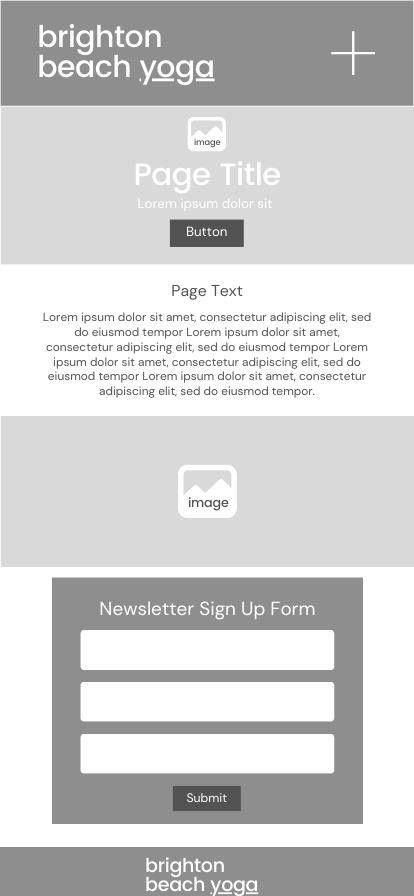 brighton
beach yoga
image
Page Title
Lorem ipsum dolor sit
Button
Page Text
Lorem ipsum dolor sit amet, consectetur adipiscing elit, sed
do eiusmod tempor Lorem ipsum dolor sit amet,
consectetur adipiscing elit, sed do eiusmod tempor Lorem
ipsum dolor sit amet, consectetur adipiscing elit, sed do
eiusmod tempor Lorem ipsum dolor sit amet, consectetur
adipiscing elit, sed do eiusmod tempor.
image
Newsletter Sign Up Form
Submit
brighton
beach yoga